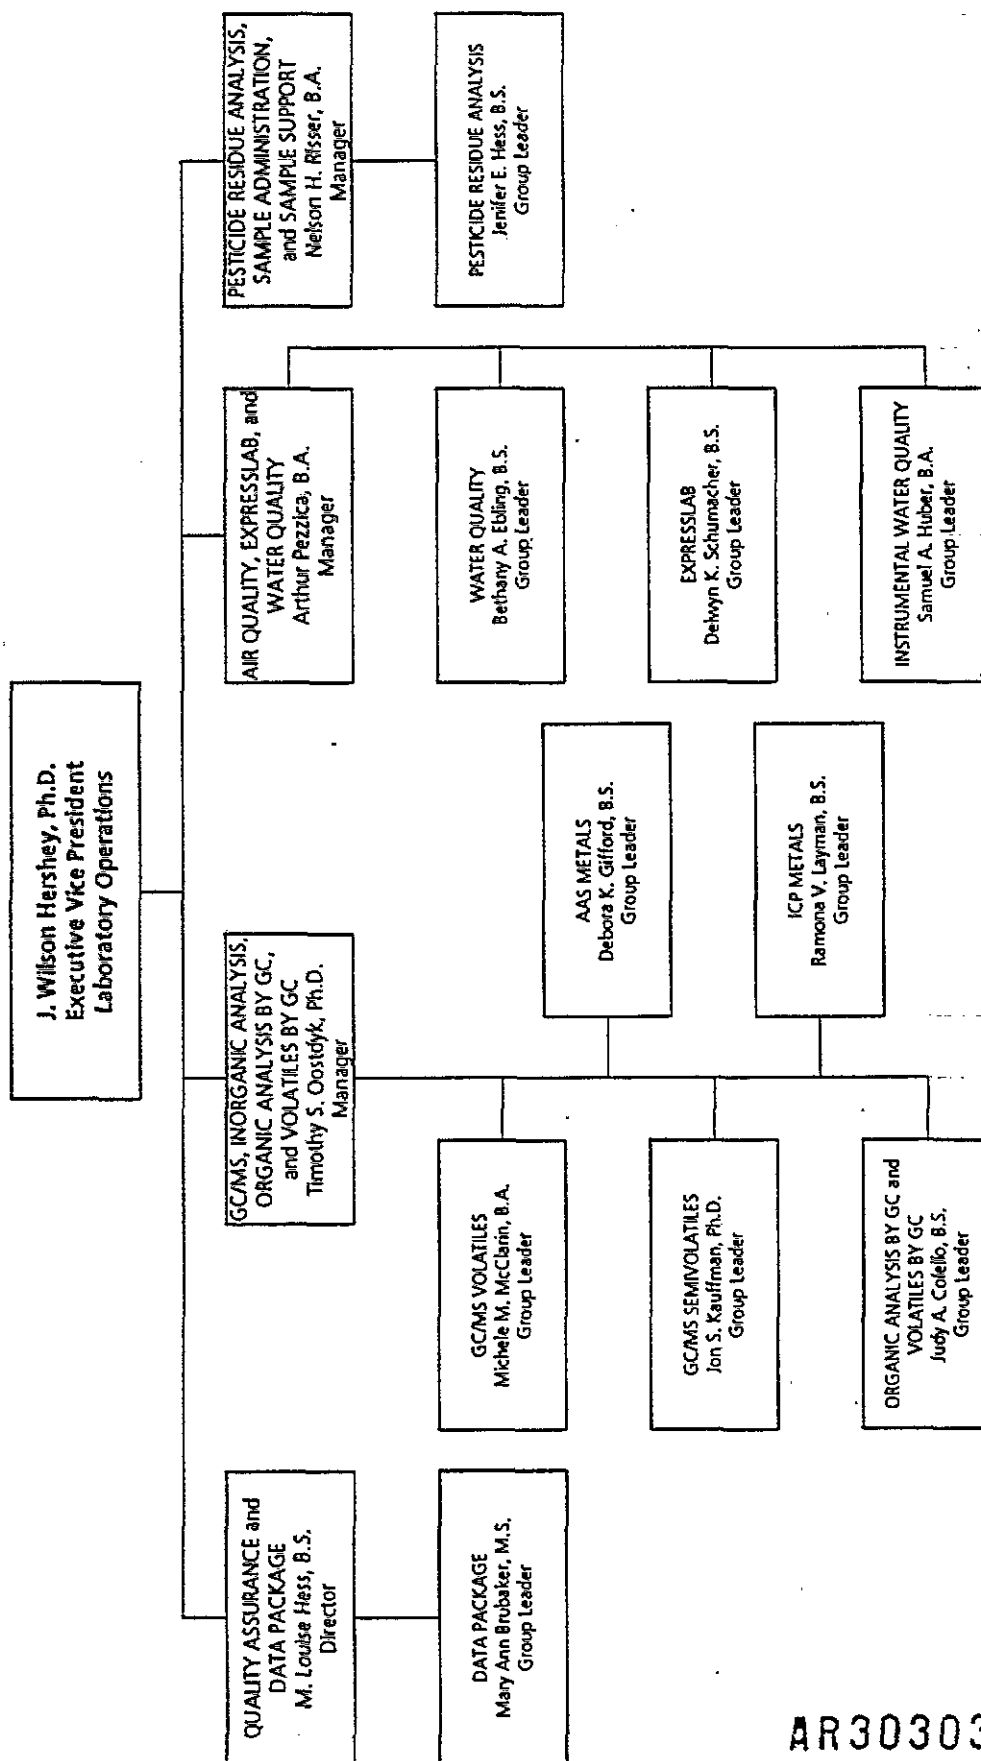 J. Wilson Hershey, Ph.D.
Executive Vice President
Laboratory Operations
QUALITY ASSURANCE and
DATA PACKAGE
M. Louise Hess, B.S.
Director
GC/MS, INORGANIC ANALYSIS,
ORGANIC ANALYSIS BY GC,
and VOLATILES BY GC
Timothy S. Oostdyk, Ph.D.
Manager
AIR QUALITY, EXPRESSLAB, and
WATER QUALITY
Arthur Pezzica, B.A.
Manager
PESTICIDE RESIDUE ANALYSIS,
SAMPLE ADMINISTRATION,
and SAMPLE SUPPORT
Nelson H. Risser, B.A.
Manager
DATA PACKAGE
Mary Ann Brubaker, M.S.
Group Leader
GC/MS VOLATILES
Michele M. McClarin, B.A.
Group Leader
AAS METALS
Debora K. Gifford, B.S.
Group Leader
GC/MS SEMIVOLATILES
Jon S. Kauffman, Ph.D.
Group Leader
ICP METALS
Ramona V. Layman, B.S.
Group Leader
ORGANIC ANALYSIS BY GC and
VOLATILES BY GC
Judy A. Colello, B.S.
Group Leader
WATER QUALITY
Bethany A. Ebling, B.S.
Group Leader
EXPRESSLAB
Delwyn K. Schumacher, B.S.
Group Leader
INSTRUMENTAL WATER QUALITY
Samuel A. Huber, B.A.
Group Leader
PESTICIDE RESIDUE ANALYSIS
Jenifer E. Hess, B.S.
Group Leader
AR30303